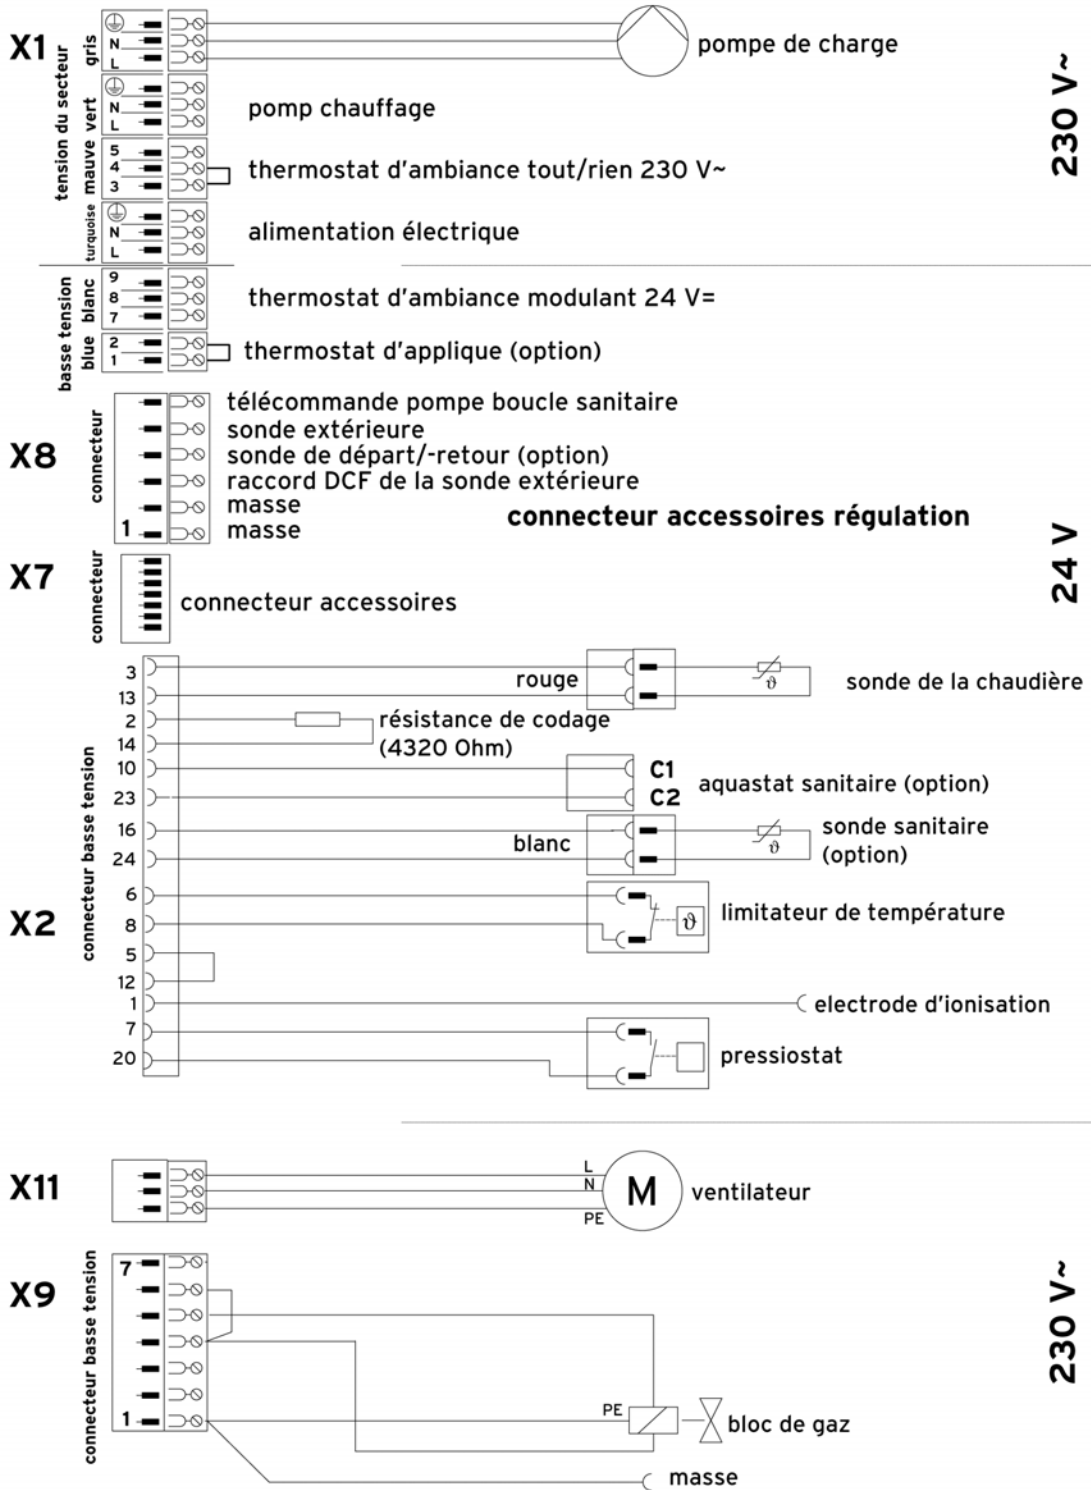 X1
tension du secteur
gris
N
L
pompe de charge
230 V~
vert
N
L
pomp chauffage
mauve
5
4
3
thermostat d'ambiance tout/rien 230 V~
turquoise
N
L
alimentation électrique
basse tension
blanc
9
8
7
thermostat d'ambiance modulant 24 V=
blue
2
1
thermostat d'applique (option)
X8
connecteur
télécommande pompe boucle sanitaire
sonde extérieure
sonde de départ/-retour (option)
raccord DCF de la sonde extérieure
masse
1
masse
connecteur accessoires régulation
24 V
X7
connecteur
connecteur accessoires
X2
connecteur basse tension
3
rouge
ϑ
sonde de la chaudière
13
2
résistance de codage
(4320 Ohm)
14
10
C1
aquastat sanitaire (option)
23
C2
16
blanc
ϑ
sonde sanitaire
(option)
24
6
limitateur de température
ϑ
8
5
12
1
electrode d'ionisation
7
pressiostat
20
X11
L
N
PE
M
ventilateur
X9
connecteur basse tension
7
230 V~
1
PE
bloc de gaz
masse